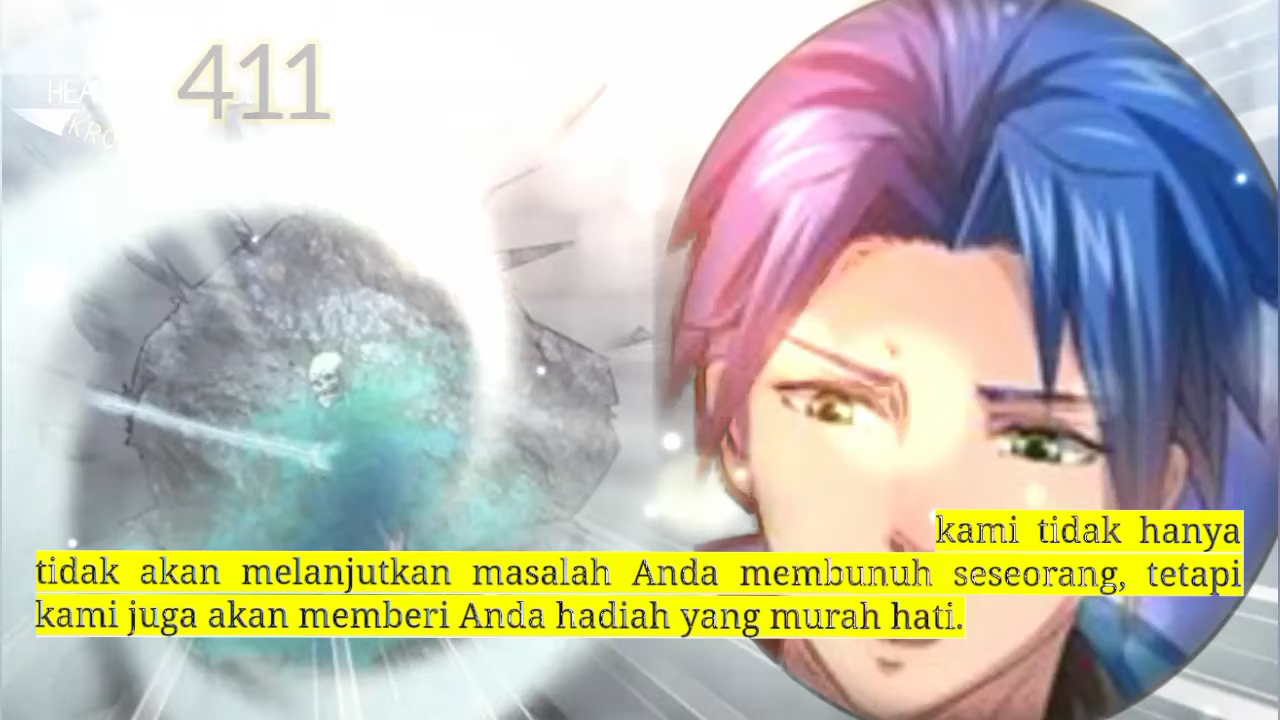 411
kami tidak hanya
tidak akan melanjutkan masalah Anda membunuh seseorang, tetapi
kami juga akan memberi Anda hadiah yang murah hati.